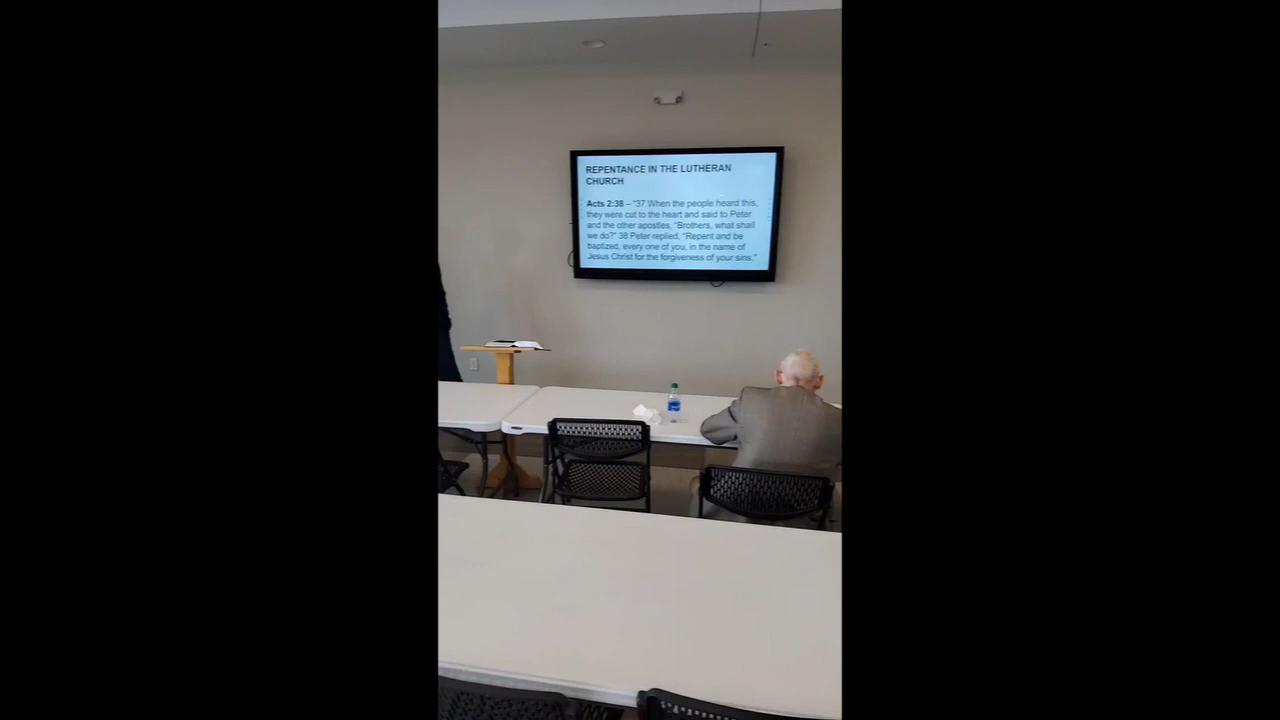 REPENTANCE IN THE LUTHERAN
CHURCH
Acts 2:38 – "37 When the people heard this,
they were cut to the heart and said to Peter
and the other apostles, "Brothers, what shall
we do?" 38 Peter replied, "Repent and be
baptized, every one of you, in the name of
Jesus Christ for the forgiveness of your sins."